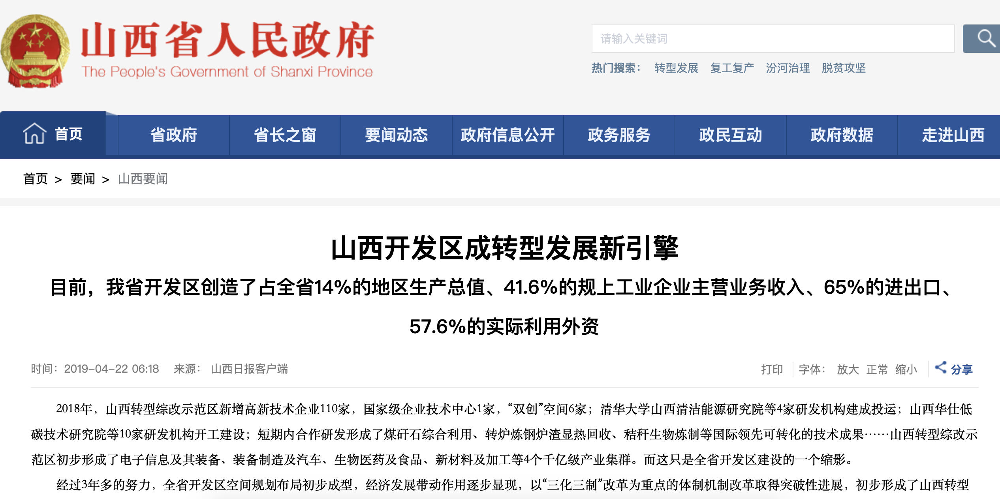 山西省人民政府
The People's Government of Shanxi Province
请输入关键词
热门搜索： 转型发展 复工复产 汾河治理 脱贫攻坚
首页 省政府 省长之窗 要闻动态 政府信息公开 政务服务 政民互动 政府数据 走进山西
首页 > 要闻 > 山西要闻
山西开发区成转型发展新引擎
目前，我省开发区创造了占全省14%的地区生产总值、41.6%的规上工业企业主营业务收入、65%的进出口、
57.6%的实际利用外资
时间：2019-04-22 06:18 来源： 山西日报客户端 打印 字体： 放大 正常 缩小 分享
2018年，山西转型综改示范区新增高新技术企业110家，国家级企业技术中心1家，“双创”空间6家；清华大学山西清洁能源研究院等4家研发机构建成投运；山西华仕低
碳技术研究院等10家研发机构开工建设；短期内合作研发形成了煤矸石综合利用、转炉炼钢炉渣显热回收、秸秆生物炼制等国际领先可转化的技术成果……山西转型综改示
范区初步形成了电子信息及其装备、装备制造及汽车、生物医药及食品、新材料及加工等4个千亿级产业集群。而这只是全省开发区建设的一个缩影。
经过3年多的努力，全省开发区空间规划布局初步成型，经济发展带动作用逐步显现，以“三化三制”改革为重点的体制机制改革取得突破性进展，初步形成了山西转型